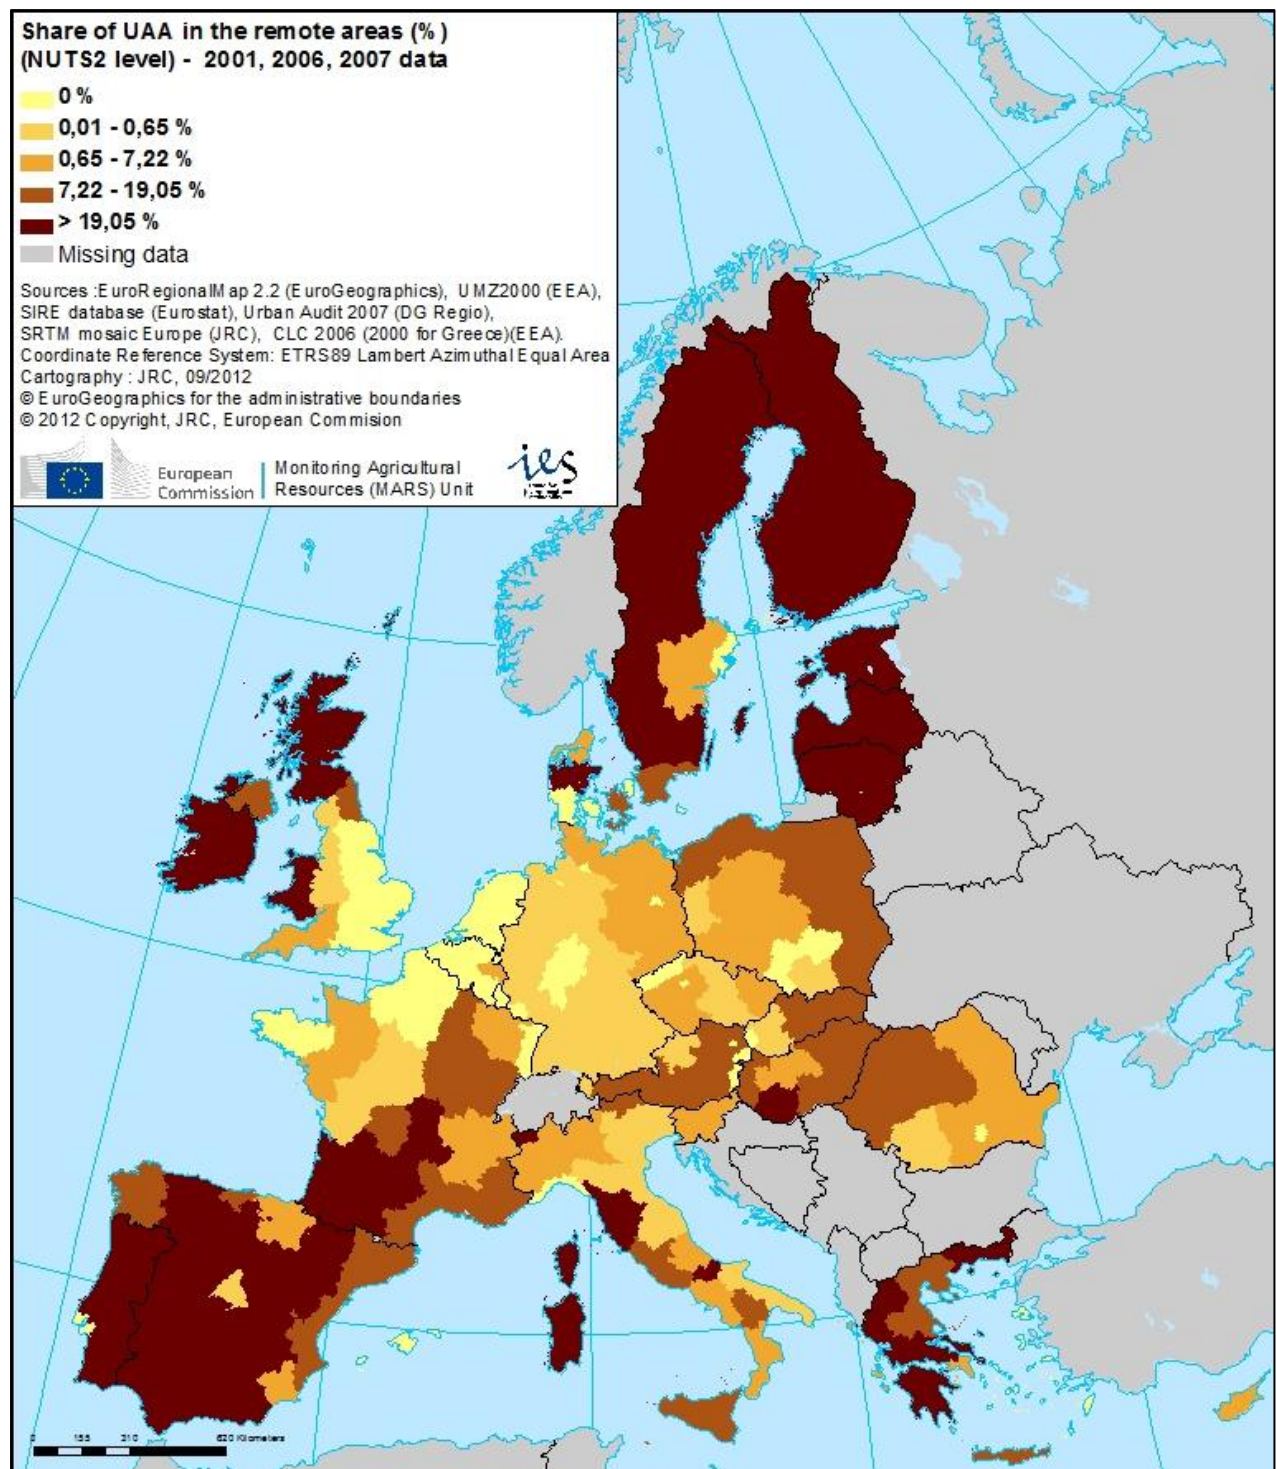 Share of UAA in the remote areas (%)
(NUTS2 level) - 2001, 2006, 2007 data
0 %
0,01 - 0,65 %
0,65 - 7,22 %
7,22 - 19,05 %
> 19,05 %
Missing data
Sources :EuroRegionalMap 2.2 (EuroGeographics), UMZ2000 (EEA),
SIRE database (Eurostat), Urban Audit 2007 (DG Regio),
SRTM mosaic Europe (JRC), CLC 2006 (2000 for Greece)(EEA).
Coordinate Reference System: ETRS89 Lambert Azimuthal Equal Area
Cartography : JRC, 09/2012
© EuroGeographics for the administrative boundaries
© 2012 Copyright, JRC, European Commision
European
Commission
Monitoring Agricultural
Resources (MARS) Unit
ies
0 155 310 620 Kilometers